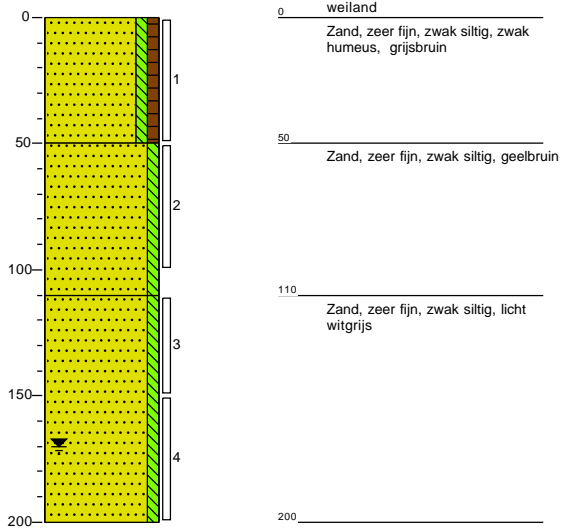 0
50
100
150
200
1
2
3
4
0
weiland
Zand, zeer fijn, zwak siltig, zwak
humeus, grijsbruin
50
Zand, zeer fijn, zwak siltig, geelbruin
110
Zand, zeer fijn, zwak siltig, licht
witgrijs
200